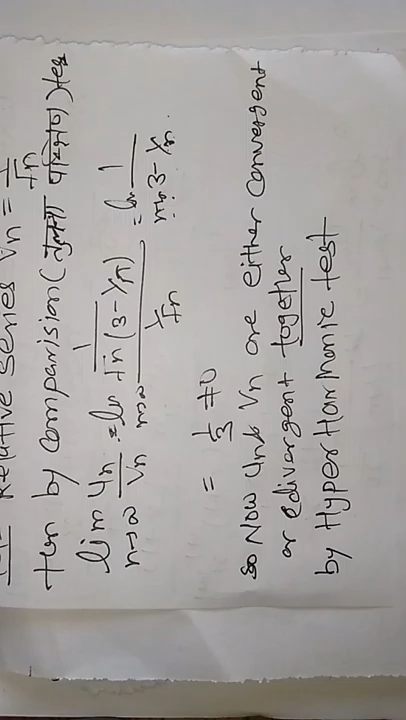 Relative series Vn = 1/√n
then by comparision (तुलना परीक्षण) test
lim n→∞ Un/Vn = lim n→∞ (1/(√n (3 - 1/n)))/(1/√n) = lim n→∞ 1/(3 - 1/n).
= 1/3 ≠ 0
so Now Un & Vn are either convergent
or edivergent together
by Hyper Harmonic test